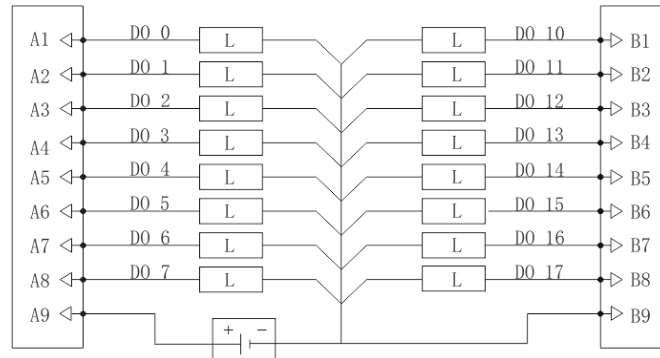 A1 DO 0 L L DO 10 B1
A2 DO 1 L L DO 11 B2
A3 DO 2 L L DO 12 B3
A4 DO 3 L L DO 13 B4
A5 DO 4 L L DO 14 B5
A6 DO 5 L L DO 15 B6
A7 DO 6 L L DO 16 B7
A8 DO 7 L L DO 17 B8
A9 B9
+ −